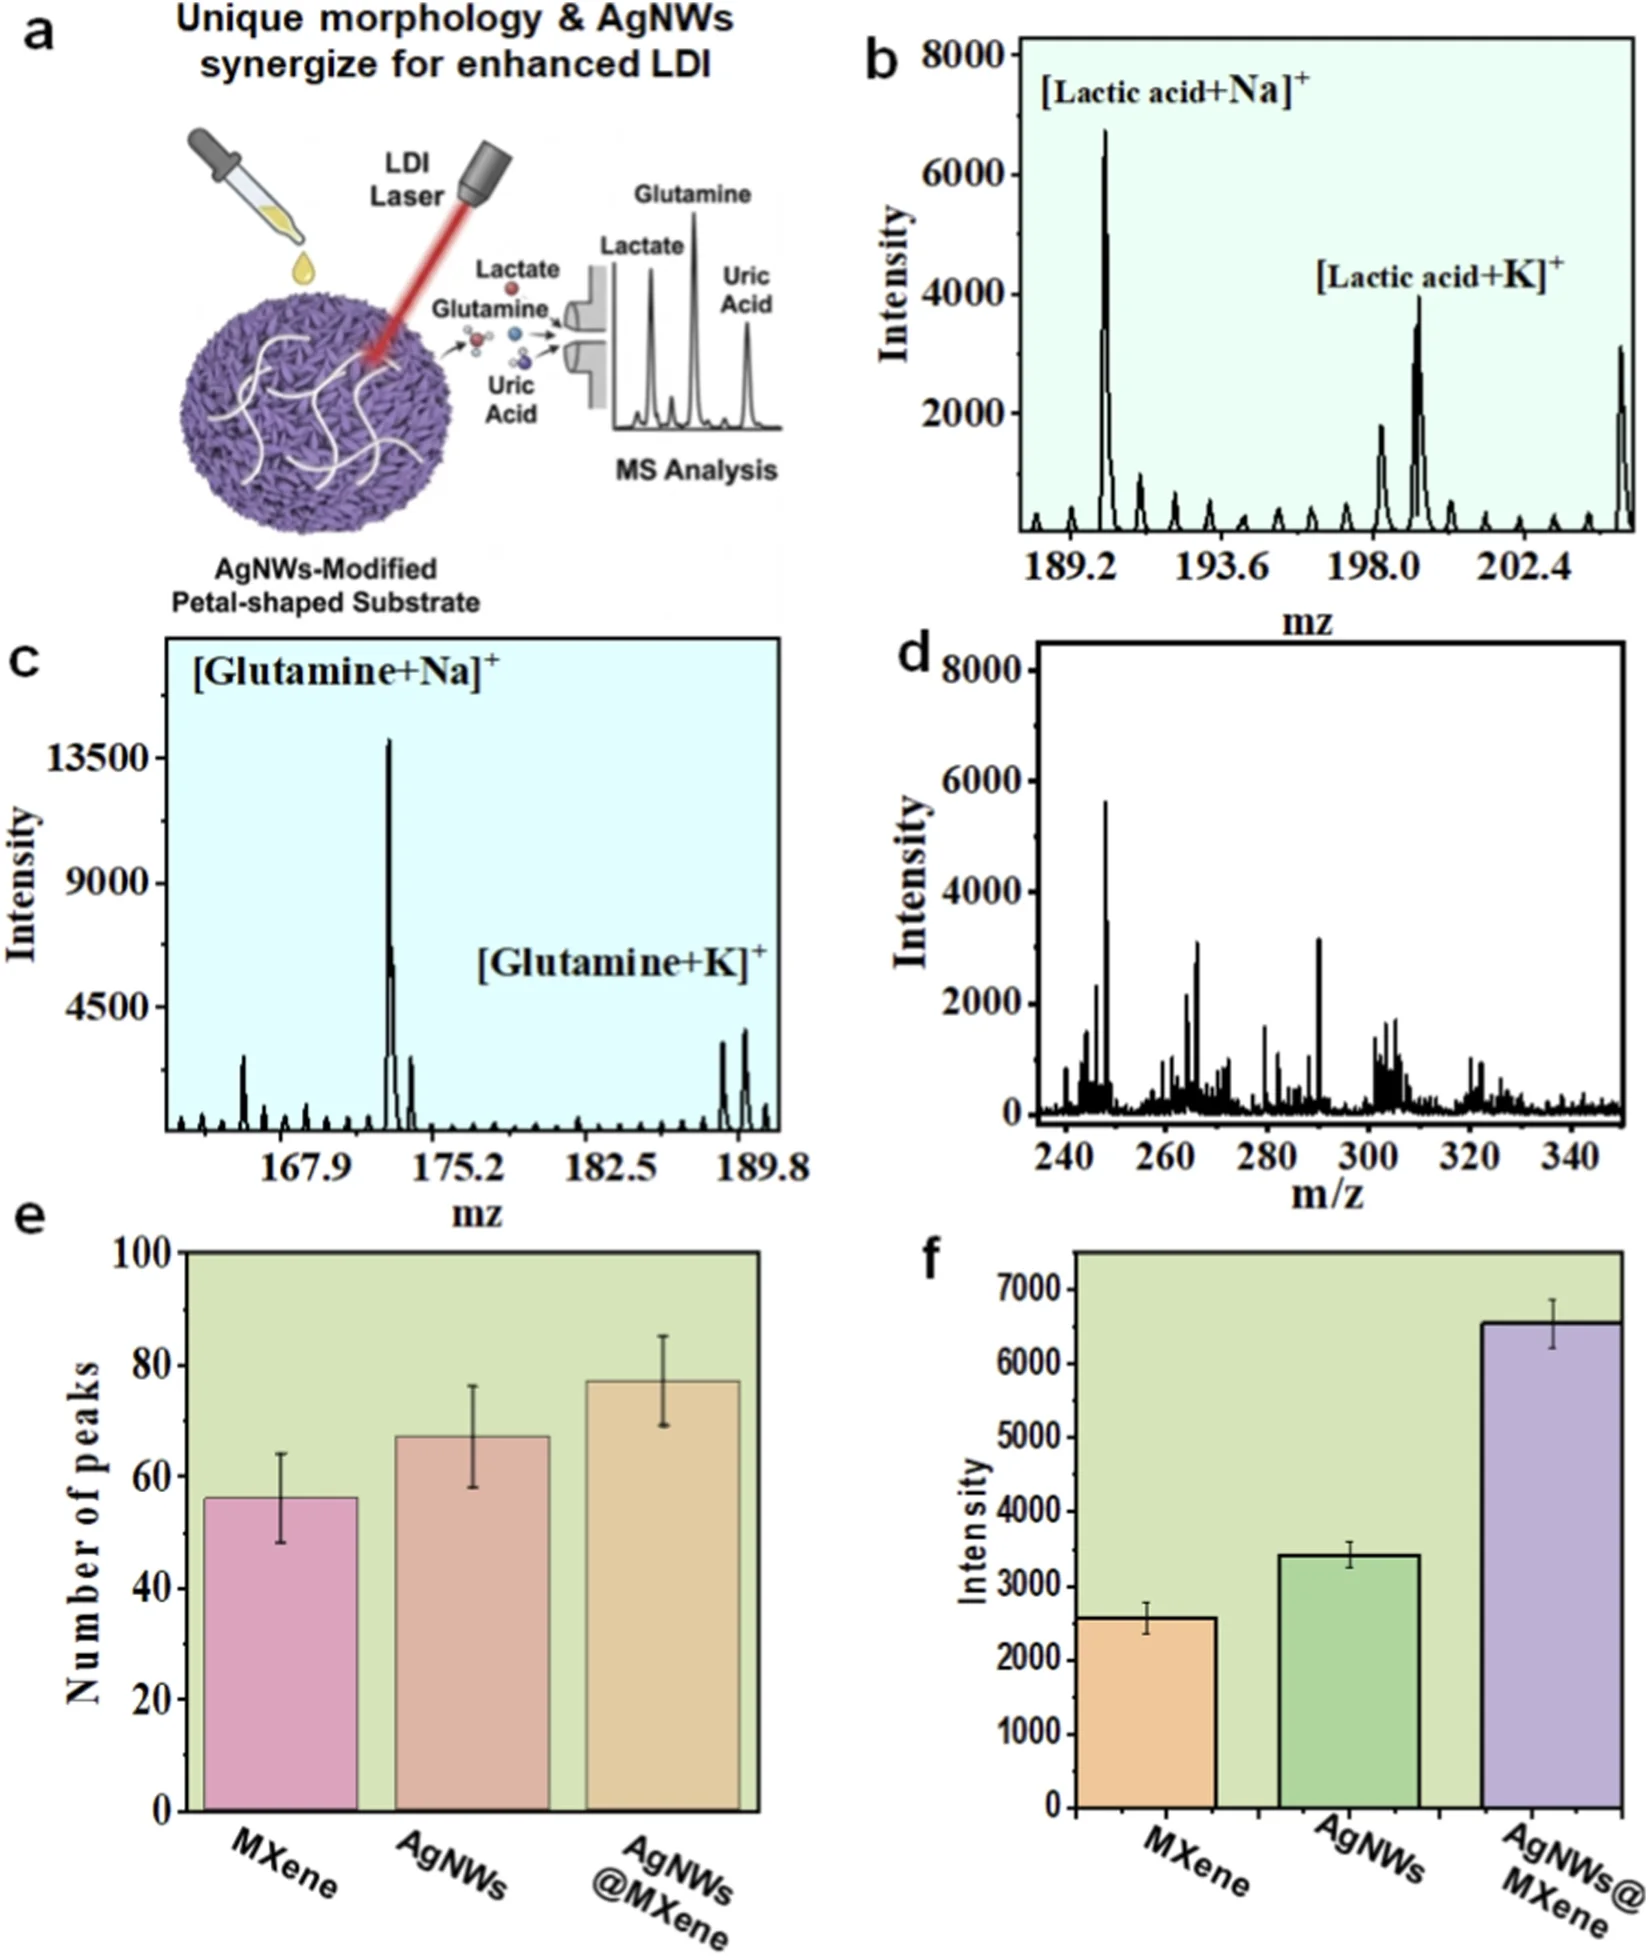 a
Unique morphology & AgNWs
synergize for enhanced LDI
LDI
Laser
Glutamine
Lactate
Uric
Acid
Lactate
Glutamine
Uric
Acid
MS Analysis
AgNWs-Modified
Petal-shaped Substrate
b
8000
6000
4000
2000
Intensity
[Lactic acid+Na]+
[Lactic acid+K]+
189.2 193.6 198.0 202.4
mz
c
[Glutamine+Na]+
[Glutamine+K]+
13500
9000
4500
Intensity
167.9 175.2 182.5 189.8
mz
d
8000
6000
4000
2000
0
Intensity
240 260 280 300 320 340
m/z
e
100
80
60
40
20
0
Number of peaks
MXene
AgNWs
AgNWs
@MXene
f
7000
6000
5000
4000
3000
2000
1000
0
Intensity
MXene
AgNWs
AgNWs@
MXene